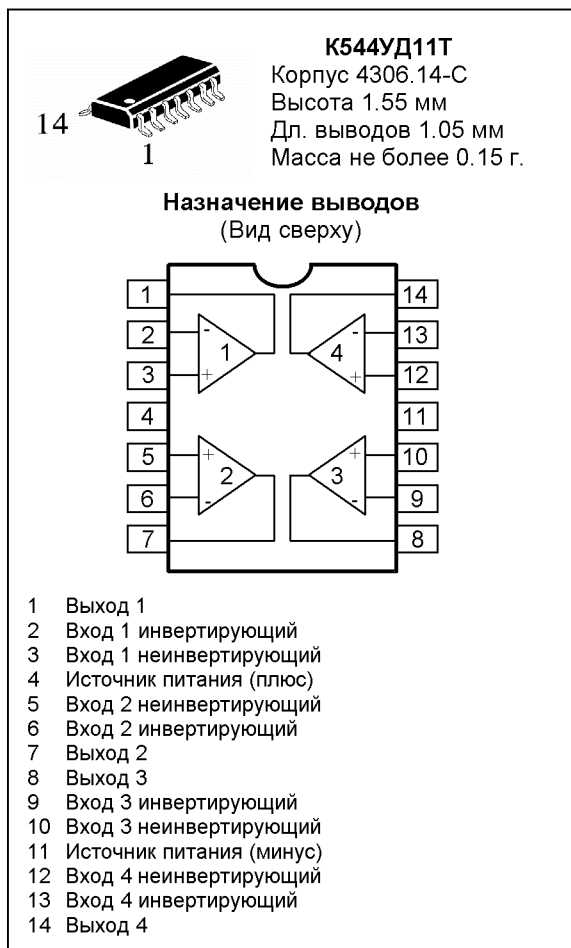 К544УД11Т
Корпус 4306.14-С
Высота 1.55 мм
Дл. выводов 1.05 мм
Масса не более 0.15 г.
14
1
Назначение выводов
(Вид сверху)
1 14
2 - - 13
1 4
3 + + 12
4 11
5 + + 10
2 3
6 - - 9
7 8
1 Выход 1
2 Вход 1 инвертирующий
3 Вход 1 неинвертирующий
4 Источник питания (плюс)
5 Вход 2 неинвертирующий
6 Вход 2 инвертирующий
7 Выход 2
8 Выход 3
9 Вход 3 инвертирующий
10 Вход 3 неинвертирующий
11 Источник питания (минус)
12 Вход 4 неинвертирующий
13 Вход 4 инвертирующий
14 Выход 4